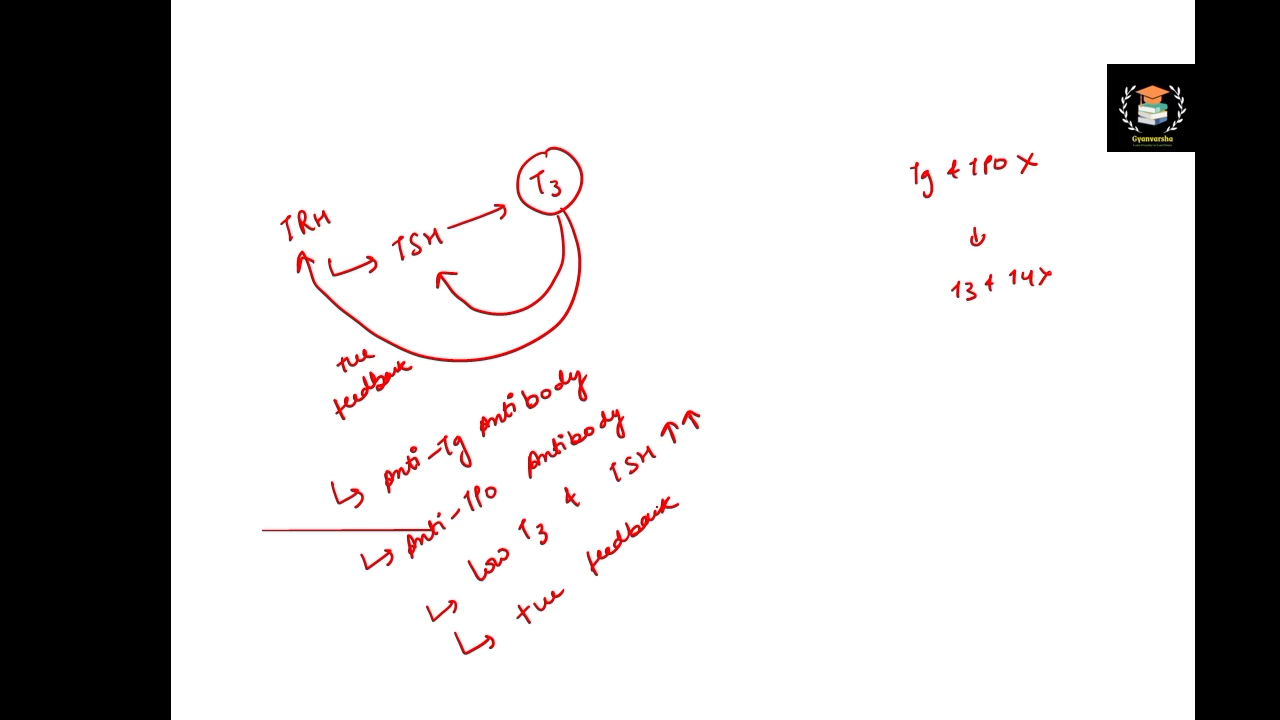 Gyanvarsha
Tg & TPO X
T3
TRH
TSH
T3 & T4 X
+ve
feedback
Anti-Tg Antibody
Anti-TPO Antibody
Low T3 & TSH ↑↑
+ve feedback